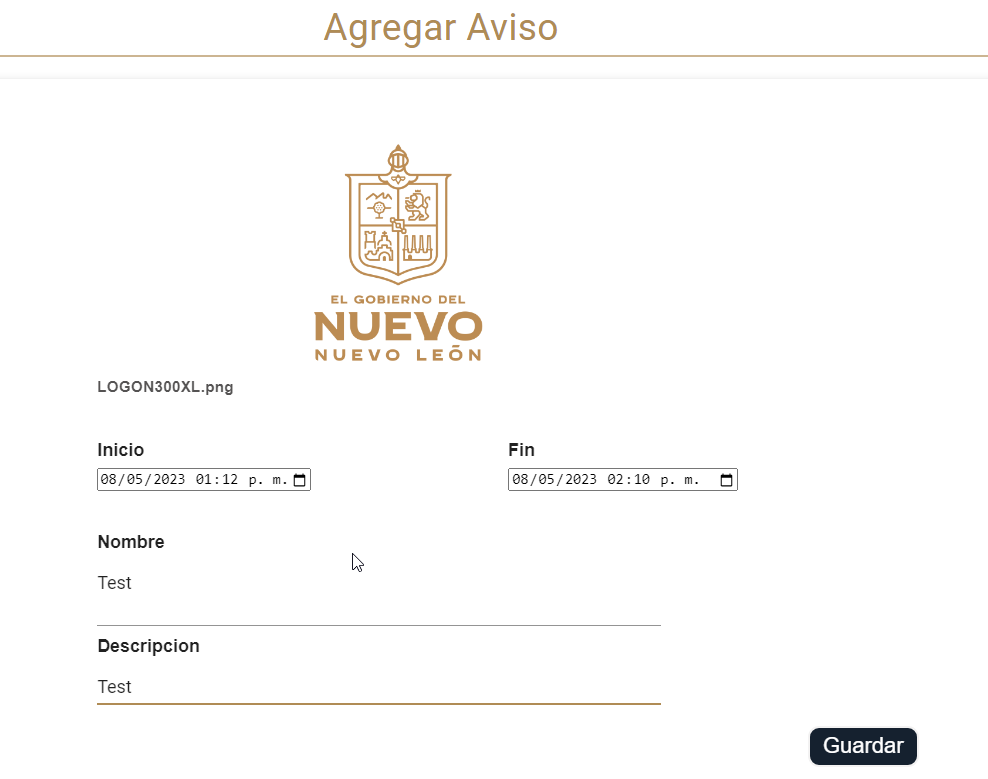 Agregar Aviso
EL GOBIERNO DEL
NUEVO
NUEVO LEÓN
LOGON300XL.png
Inicio
Fin
08/05/2023 01:12 p. m.
08/05/2023 02:10 p. m.
Nombre
Test
Descripcion
Test
Guardar